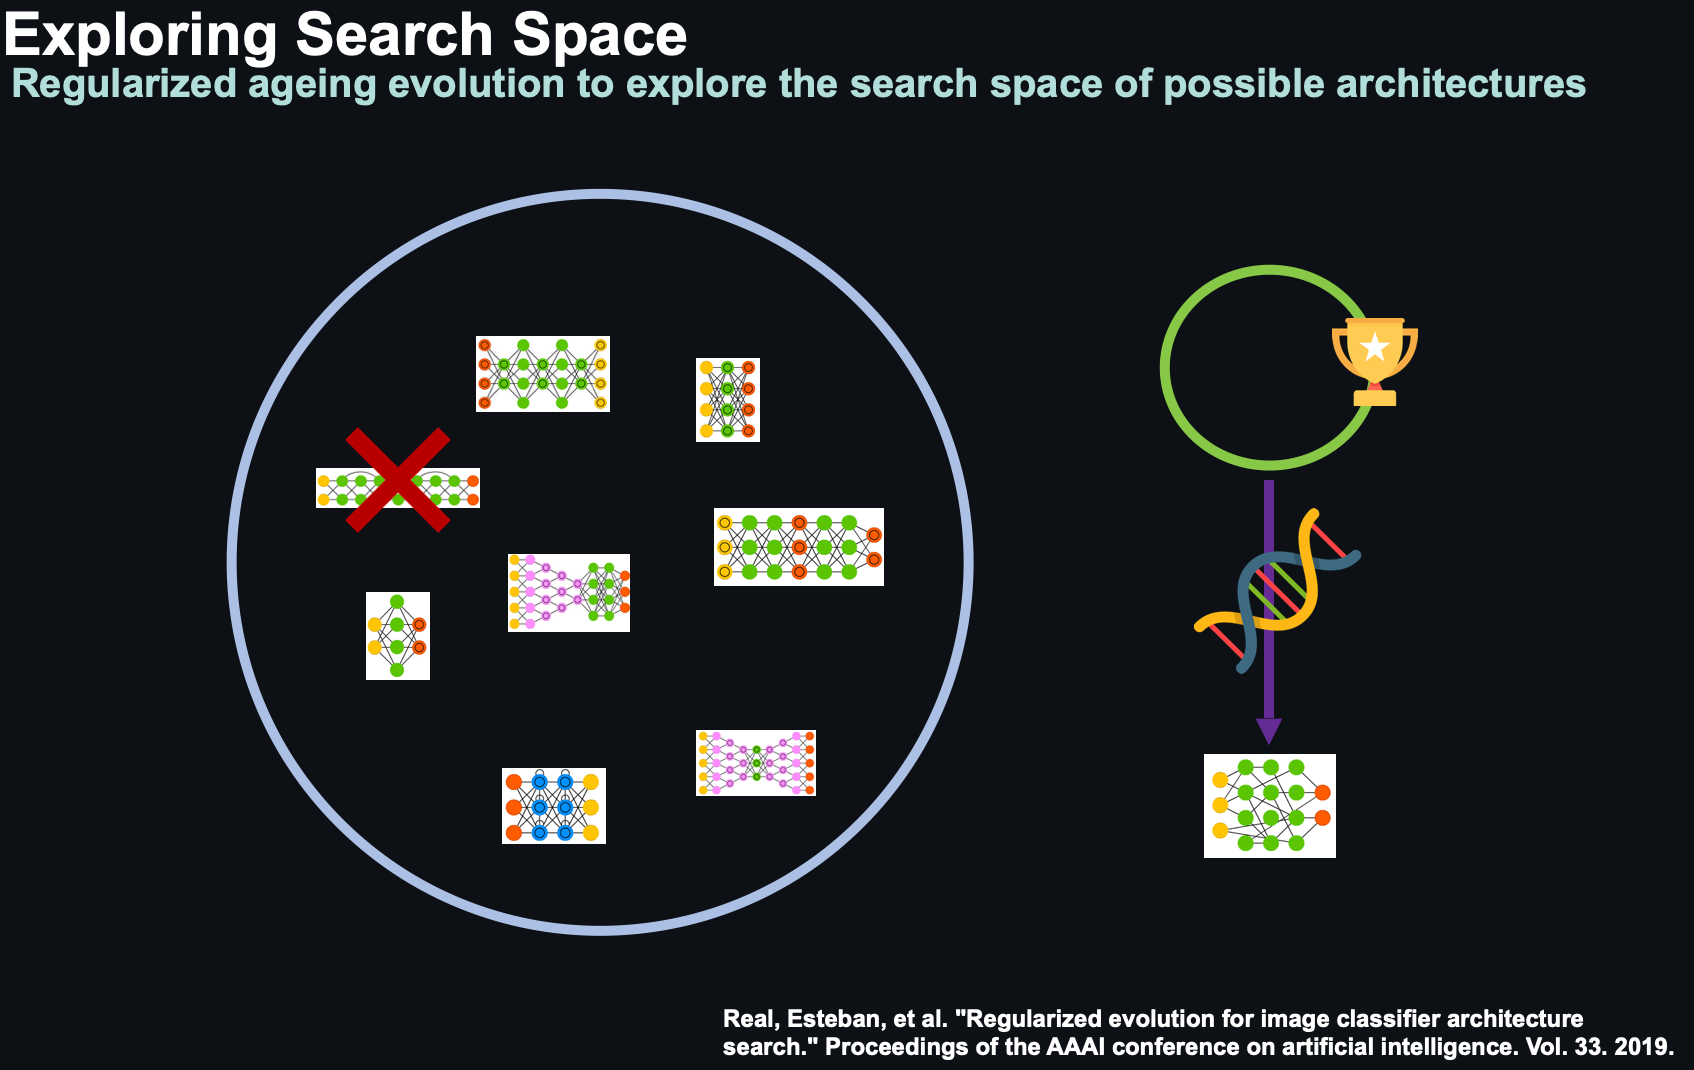 Exploring Search Space
Regularized ageing evolution to explore the search space of possible architectures
Real, Esteban, et al. "Regularized evolution for image classifier architecture
search." Proceedings of the AAAI conference on artificial intelligence. Vol. 33. 2019.